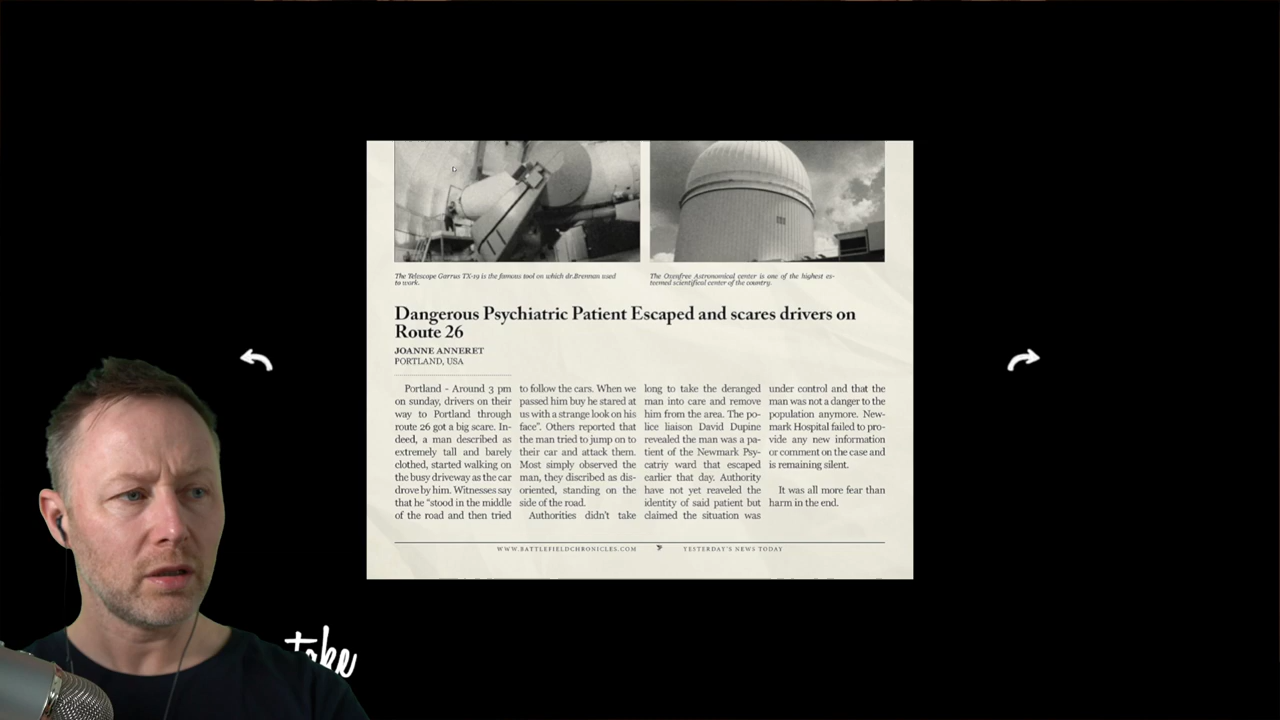 The Telescope Garrus TX-19 is the famous tool on which dr.Brennan used
to work.
The Oxenfree Astronomical center is one of the highest es-
teemed scientifical center of the country.
Dangerous Psychiatric Patient Escaped and scares drivers on
Route 26
JOANNE ANNERET
PORTLAND, USA
Portland - Around 3 pm
on sunday, drivers on their
way to Portland through
route 26 got a big scare. In-
deed, a man described as
extremely tall and barely
clothed, started walking on
the busy driveway as the car
drove by him. Witnesses say
that he "stood in the middle
of the road and then tried
to follow the cars. When we
passed him buy he stared at
us with a strange look on his
face". Others reported that
the man tried to jump on to
their car and attack them.
Most simply observed the
man, they discribed as dis-
oriented, standing on the
side of the road.
Authorities didn't take
long to take the deranged
man into care and remove
him from the area. The po-
lice liaison David Dupine
revealed the man was a pa-
tient of the Newmark Psy-
catriy ward that escaped
earlier that day. Authority
have not yet reaveled the
identity of said patient but
claimed the situation was
under control and that the
man was not a danger to the
population anymore. New-
mark Hospital failed to pro-
vide any new information
or comment on the case and
is remaining silent.
It was all more fear than
harm in the end.
WWW.BATTLEFIELDCHRONICLES.COM
YESTERDAY'S NEWS TODAY
take